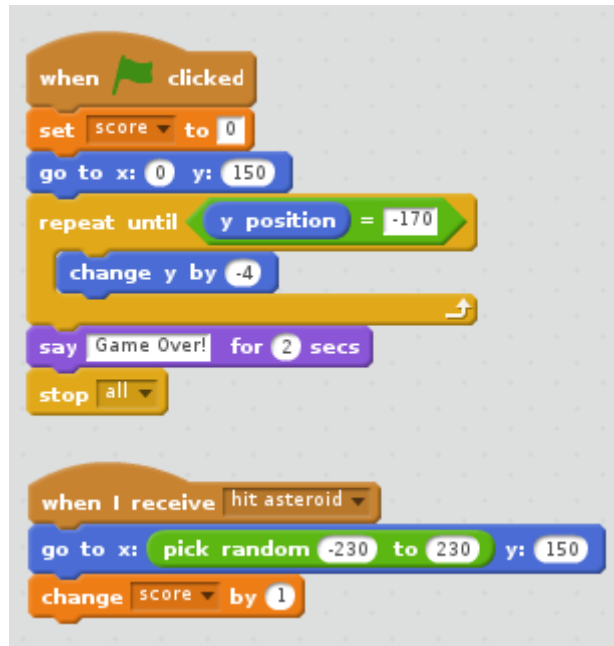 when clicked
set score to 0
go to x: 0 y: 150
repeat until y position = -170
change y by -4
say Game Over! for 2 secs
stop all
when I receive hit asteroid
go to x: pick random -230 to 230 y: 150
change score by 1